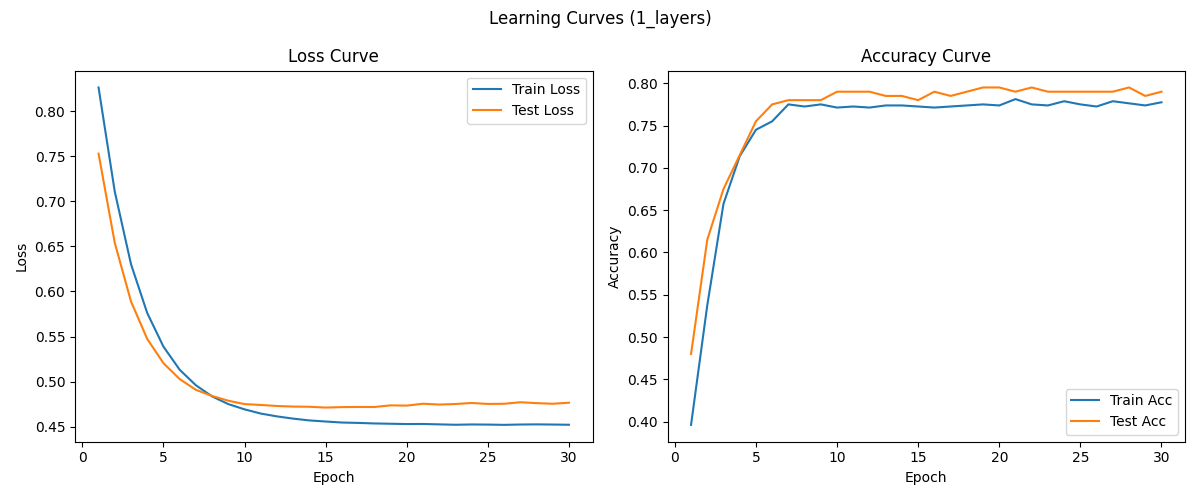 Learning Curves (1_layers)
Loss Curve
Loss
0.80
0.75
0.70
0.65
0.60
0.55
0.50
0.45
0
5
10
15
20
25
30
Epoch
Train Loss
Test Loss
Accuracy Curve
Accuracy
0.80
0.75
0.70
0.65
0.60
0.55
0.50
0.45
0.40
0
5
10
15
20
25
30
Epoch
Train Acc
Test Acc